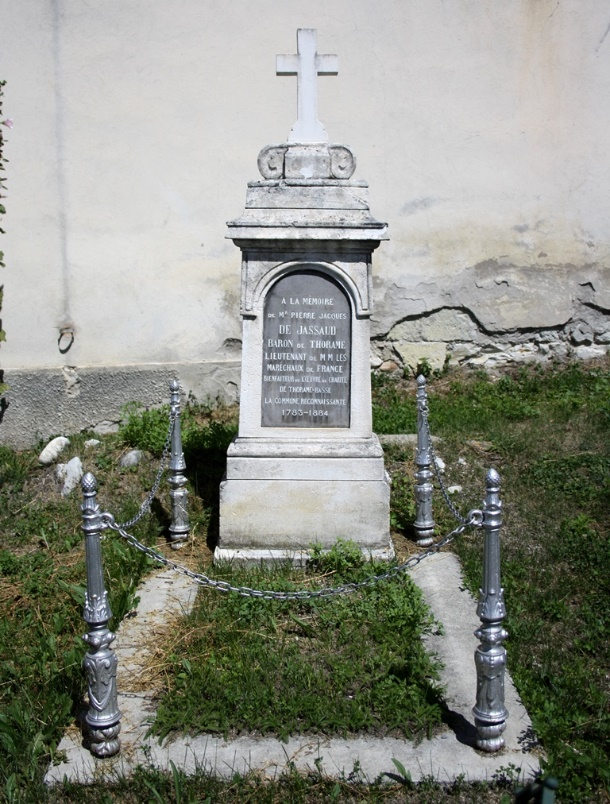 A LA MÉMOIRE
DE Mr PIERRE JACQUES
DE JASSAUD
BARON DE THORAME
LIEUTENANT DE M M LES
MARÉCHAUX DE FRANCE
BIENFAITEUR DE L'ŒUVRE DE CHARITÉ
DE THORAME-BASSE
LA COMMUNE RECONNAISSANTE
1783-1884